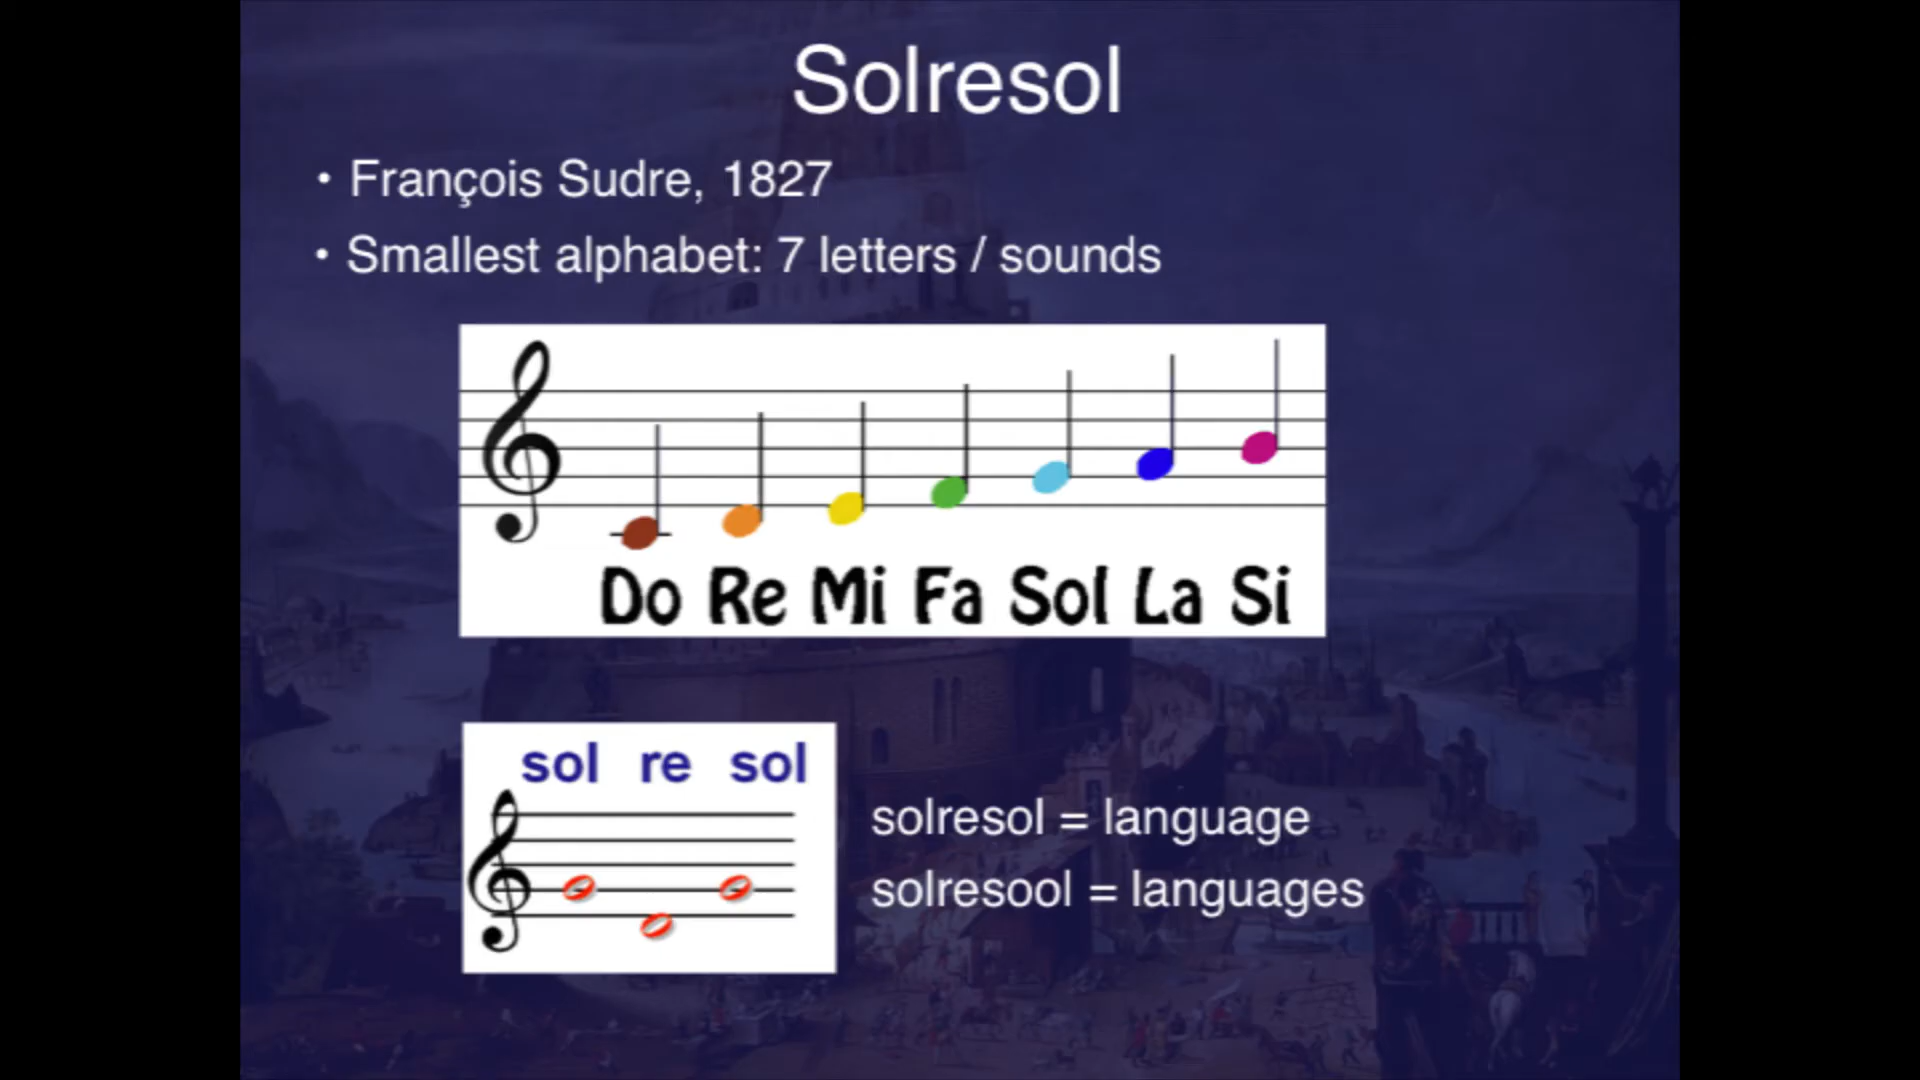 Solresol
• François Sudre, 1827
• Smallest alphabet: 7 letters / sounds
Do Re Mi Fa Sol La Si
sol re sol
solresol = language
solresool = languages